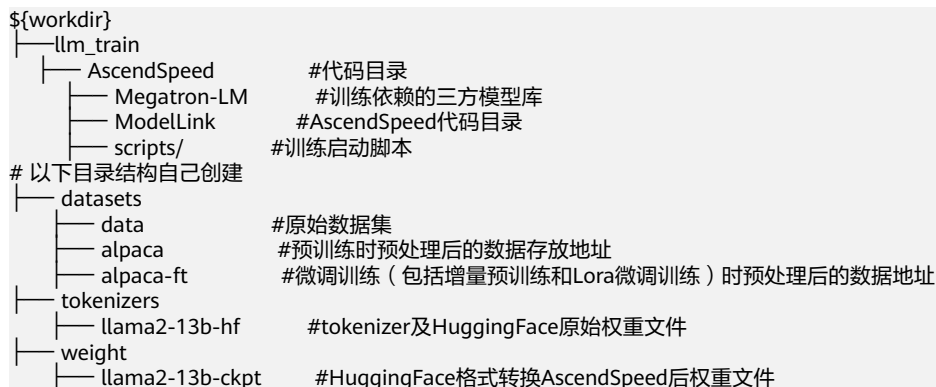 ${workdir}
├──llm_train
├── AscendSpeed #代码目录
├── Megatron-LM #训练依赖的三方模型库
├── ModelLink #AscendSpeed代码目录
├── scripts/ #训练启动脚本
# 以下目录结构自己创建
├── datasets
├── data #原始数据集
├── alpaca #预训练时预处理后的数据存放地址
├── alpaca-ft #微调训练（包括增量预训练和Lora微调训练）时预处理后的数据地址
├── tokenizers
├── llama2-13b-hf #tokenizer及HuggingFace原始权重文件
├── weight
├── llama2-13b-ckpt #HuggingFace格式转换AscendSpeed后权重文件